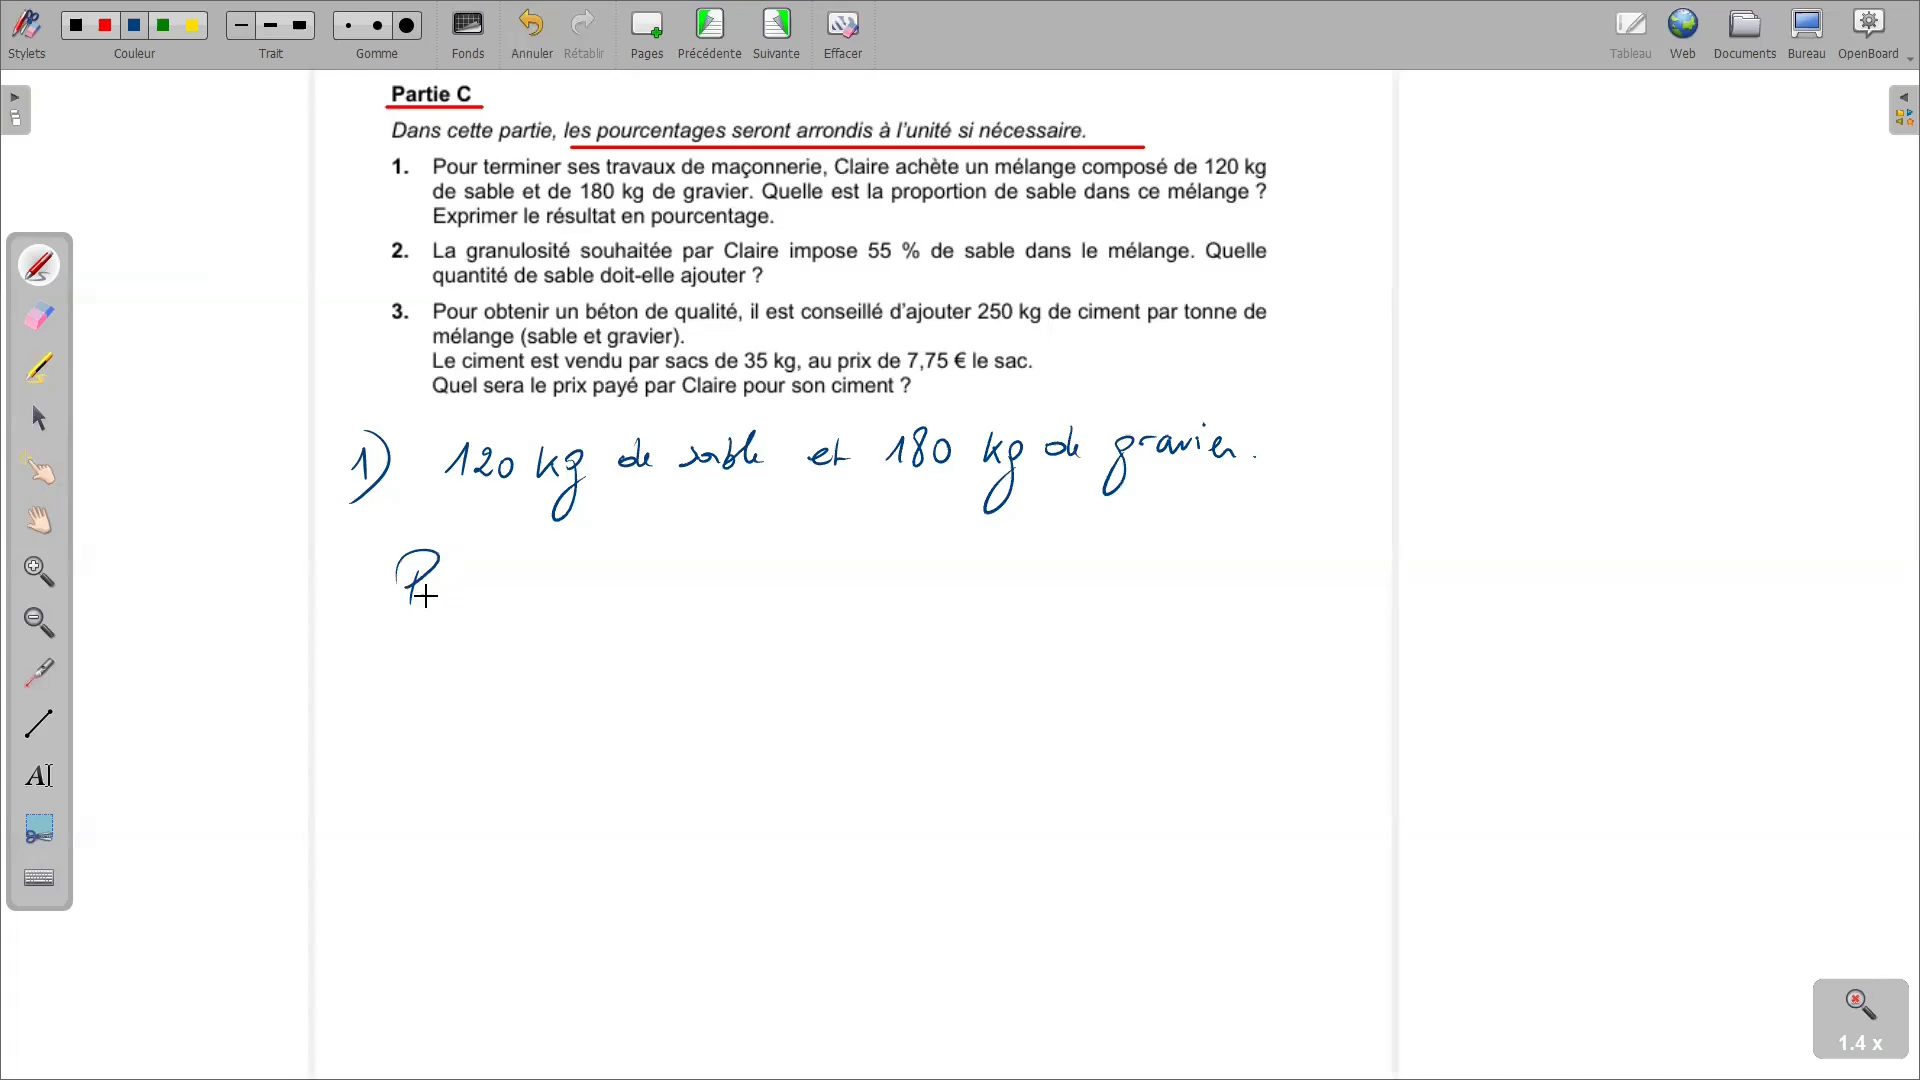 Stylets Couleur Trait Gomme Fonds Annuler Rétablir Pages Précédente Suivante Effacer Tableau Web Documents Bureau OpenBoard
Partie C
Dans cette partie, les pourcentages seront arrondis à l'unité si nécessaire.
1. Pour terminer ses travaux de maçonnerie, Claire achète un mélange composé de 120 kg
de sable et de 180 kg de gravier. Quelle est la proportion de sable dans ce mélange ?
Exprimer le résultat en pourcentage.
2. La granulosité souhaitée par Claire impose 55 % de sable dans le mélange. Quelle
quantité de sable doit-elle ajouter ?
3. Pour obtenir un béton de qualité, il est conseillé d'ajouter 250 kg de ciment par tonne de
mélange (sable et gravier).
Le ciment est vendu par sacs de 35 kg, au prix de 7,75 € le sac.
Quel sera le prix payé par Claire pour son ciment ?
1) 120 kg de sable et 180 kg de gravier.
P
1.4 x